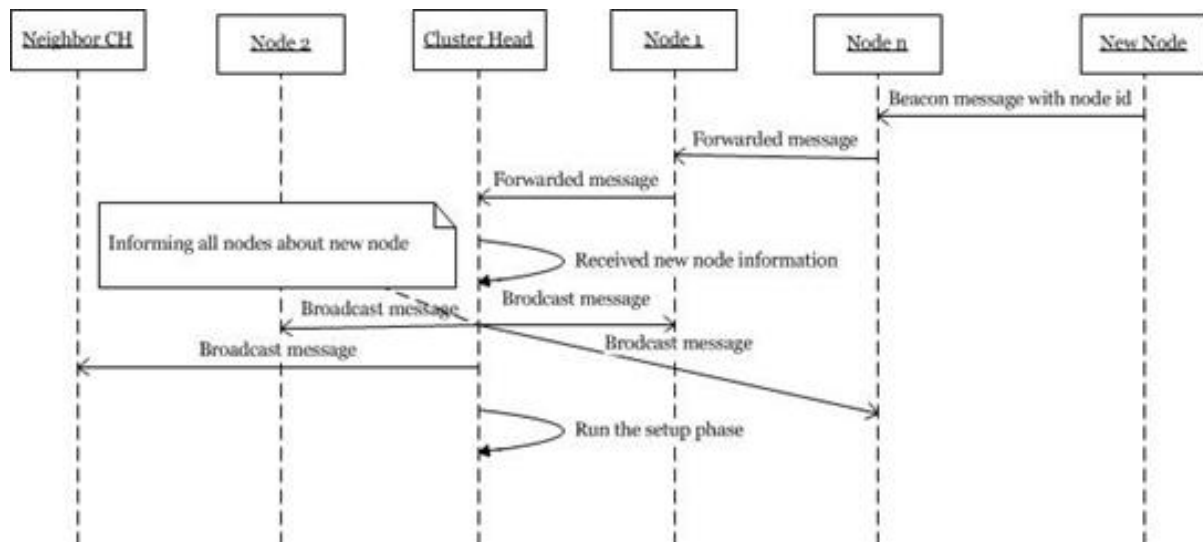 Neighbor CH
Node 2
Cluster Head
Node 1
Node n
New Node
Beacon message with node id
Forwarded message
Forwarded message
Informing all nodes about new node
Received new node information
Broadcast message
Brodcast message
Broadcast message
Brodcast message
Run the setup phase